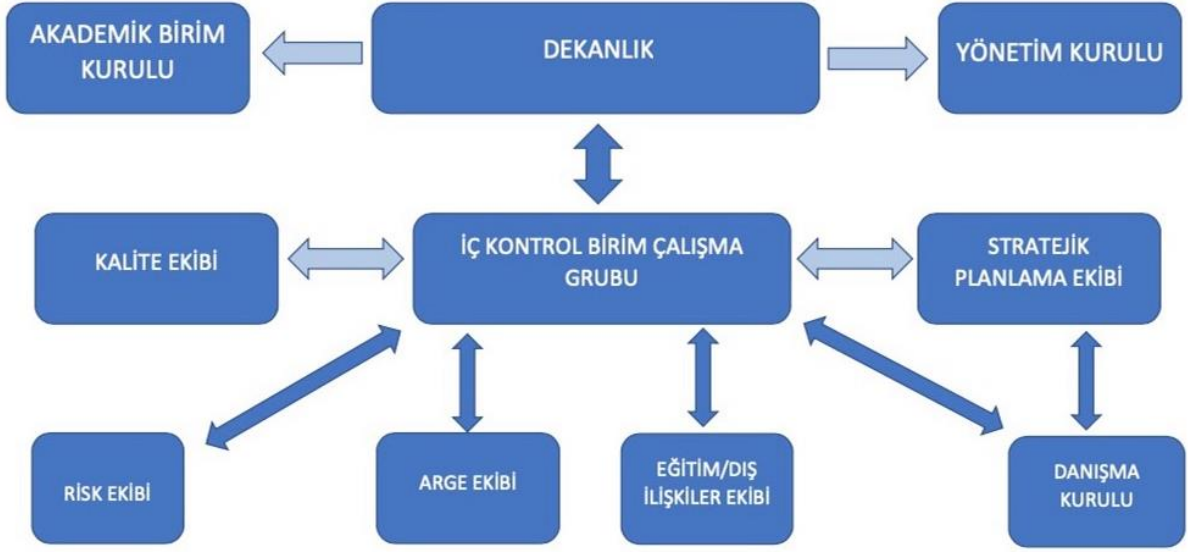 AKADEMİK BİRİM
KURULU
DEKANLIK
YÖNETİM KURULU
KALİTE EKİBİ
İÇ KONTROL BİRİM ÇALIŞMA
GRUBU
STRATEJİK
PLANLAMA EKİBİ
RİSK EKİBİ
ARGE EKİBİ
EĞİTİM/DIŞ
İLİŞKİLER EKİBİ
DANIŞMA
KURULU